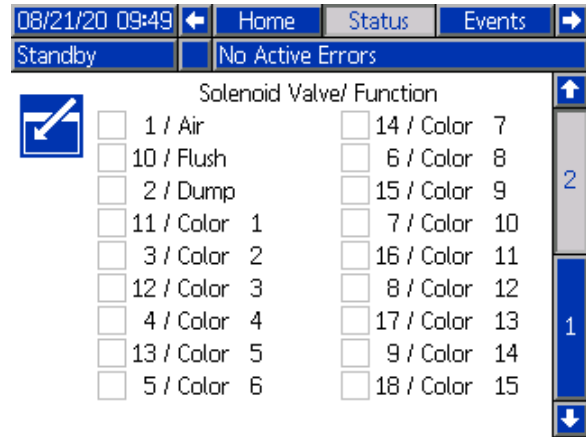 08/21/20 09:49 Home Status Events
Standby No Active Errors
Solenoid Valve/ Function
1 / Air
10 / Flush
2 / Dump
11 / Color 1
3 / Color 2
12 / Color 3
4 / Color 4
13 / Color 5
5 / Color 6
14 / Color 7
6 / Color 8
15 / Color 9
7 / Color 10
16 / Color 11
8 / Color 12
17 / Color 13
9 / Color 14
18 / Color 15
2
1